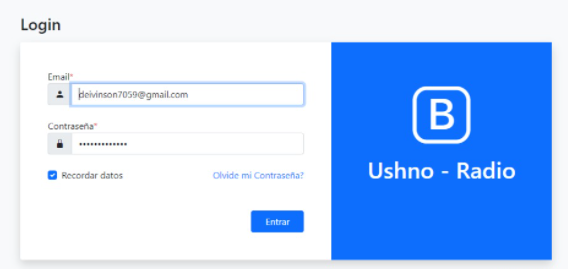 Login
Email*
deivinson7059@gmail.com
Contraseña*
•••••••••••••
Recordar datos
Olvide mi Contraseña?
Entrar
B
Ushno - Radio